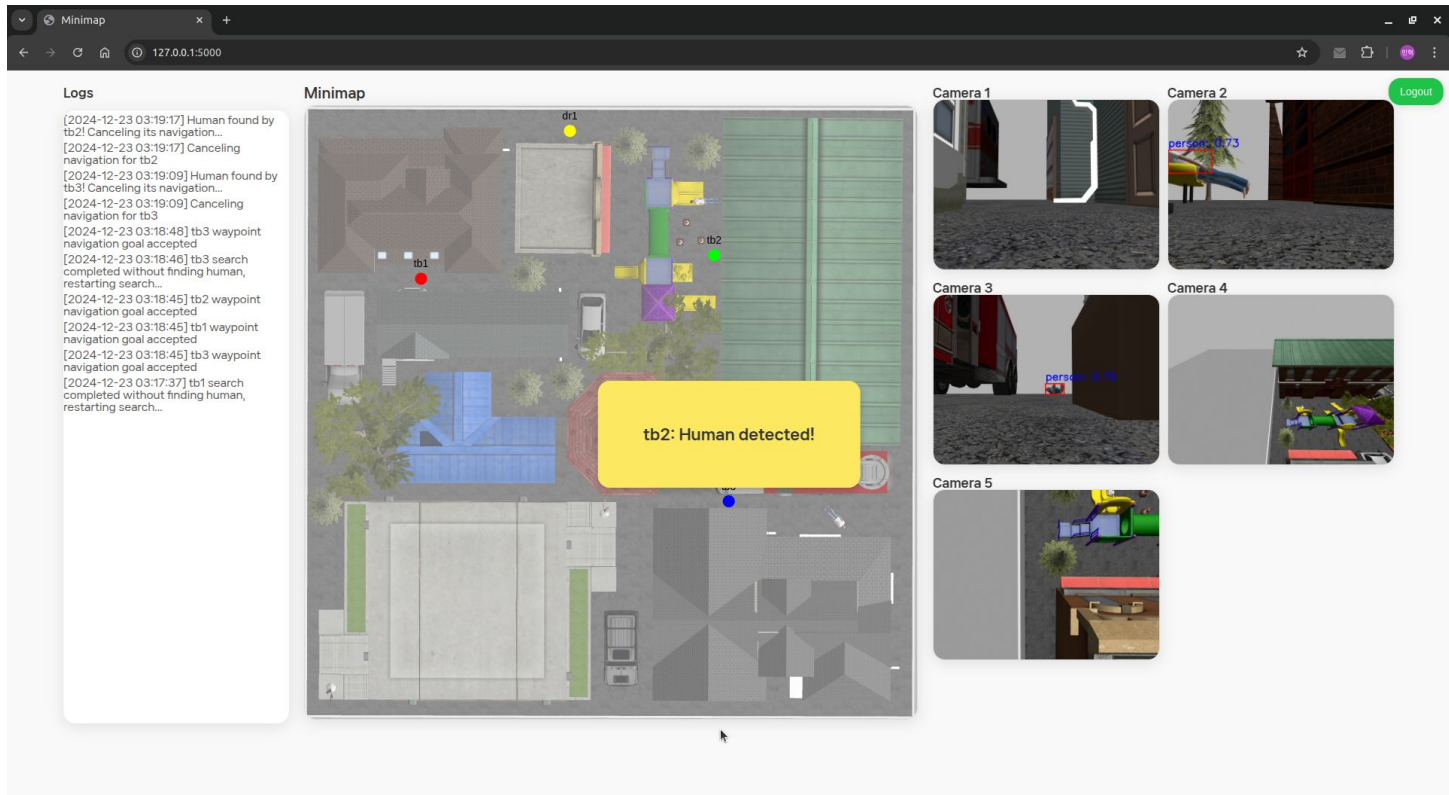 Minimap
127.0.0.1:5000
Logs
[2024-12-23 03:19:17] Human found by
tb2! Canceling its navigation...
[2024-12-23 03:19:17] Canceling
navigation for tb2
[2024-12-23 03:19:09] Human found by
tb3! Canceling its navigation...
[2024-12-23 03:19:09] Canceling
navigation for tb3
[2024-12-23 03:18:48] tb3 waypoint
navigation goal accepted
[2024-12-23 03:18:46] tb3 search
completed without finding human,
restarting search...
[2024-12-23 03:18:45] tb2 waypoint
navigation goal accepted
[2024-12-23 03:18:45] tb1 waypoint
navigation goal accepted
[2024-12-23 03:18:45] tb3 waypoint
navigation goal accepted
[2024-12-23 03:17:37] tb1 search
completed without finding human,
restarting search...
Minimap
dr1
tb2
tb1
tb2: Human detected!
Camera 1
Camera 2
Logout
person: 0.73
Camera 3
Camera 4
person:
Camera 5